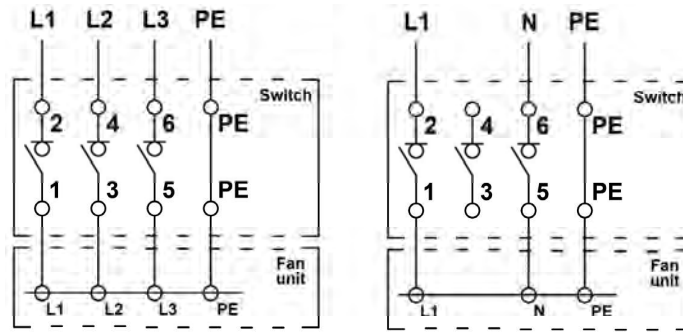 L1 L2 L3 PE
Switch
2 4 6 PE
1 3 5 PE
Fan
unit
L1 L2 L3 PE
L1 N PE
Switch
2 4 6 PE
1 3 5 PE
Fan
unit
L1 N PE